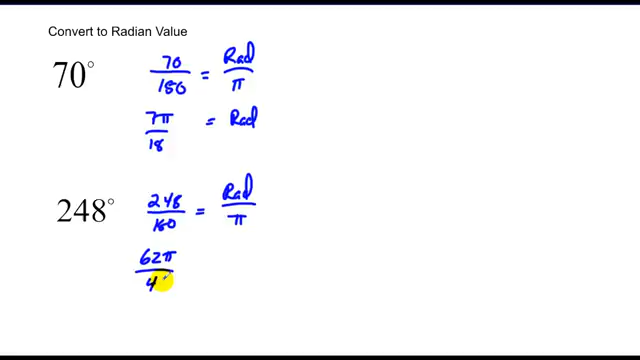 Convert to Radian Value
70° 70/180 = Rad/π
7π/18 = Rad
248° 248/180 = Rad/π
62π/4